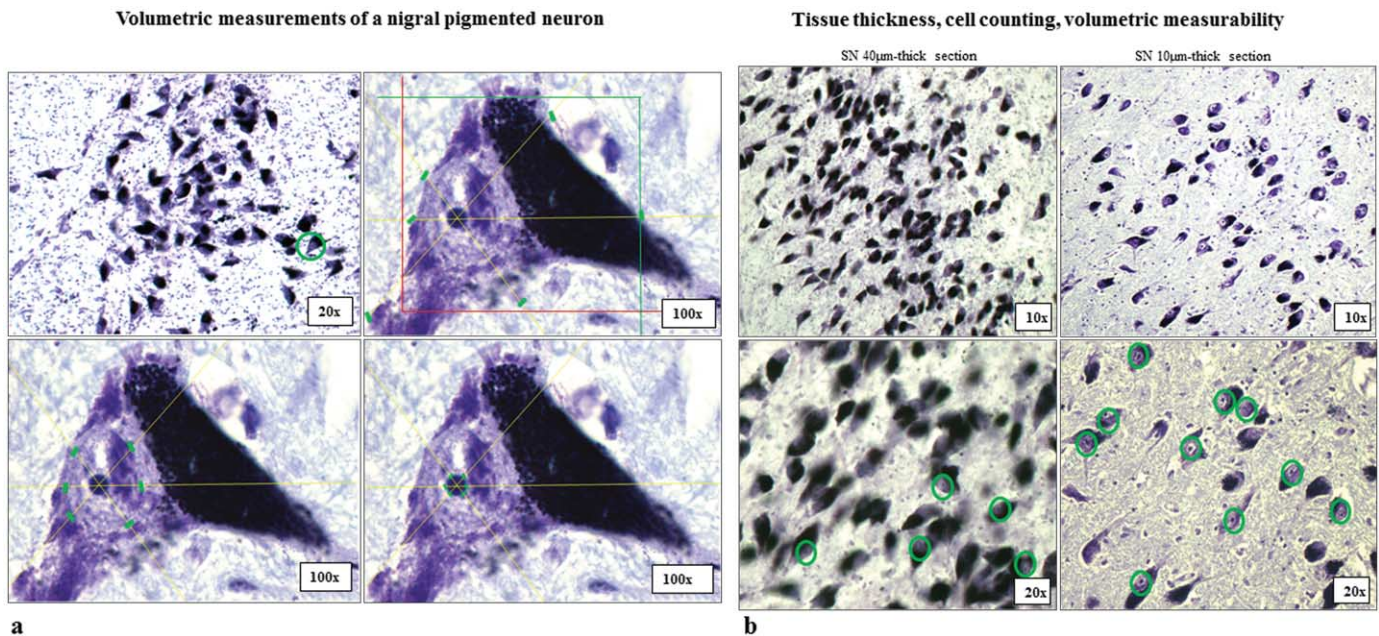 Volumetric measurements of a nigral pigmented neuron
Tissue thickness, cell counting, volumetric measurability
SN 40μm-thick section
SN 10μm-thick section
20x
100x
10x
10x
100x
100x
20x
20x
a
b